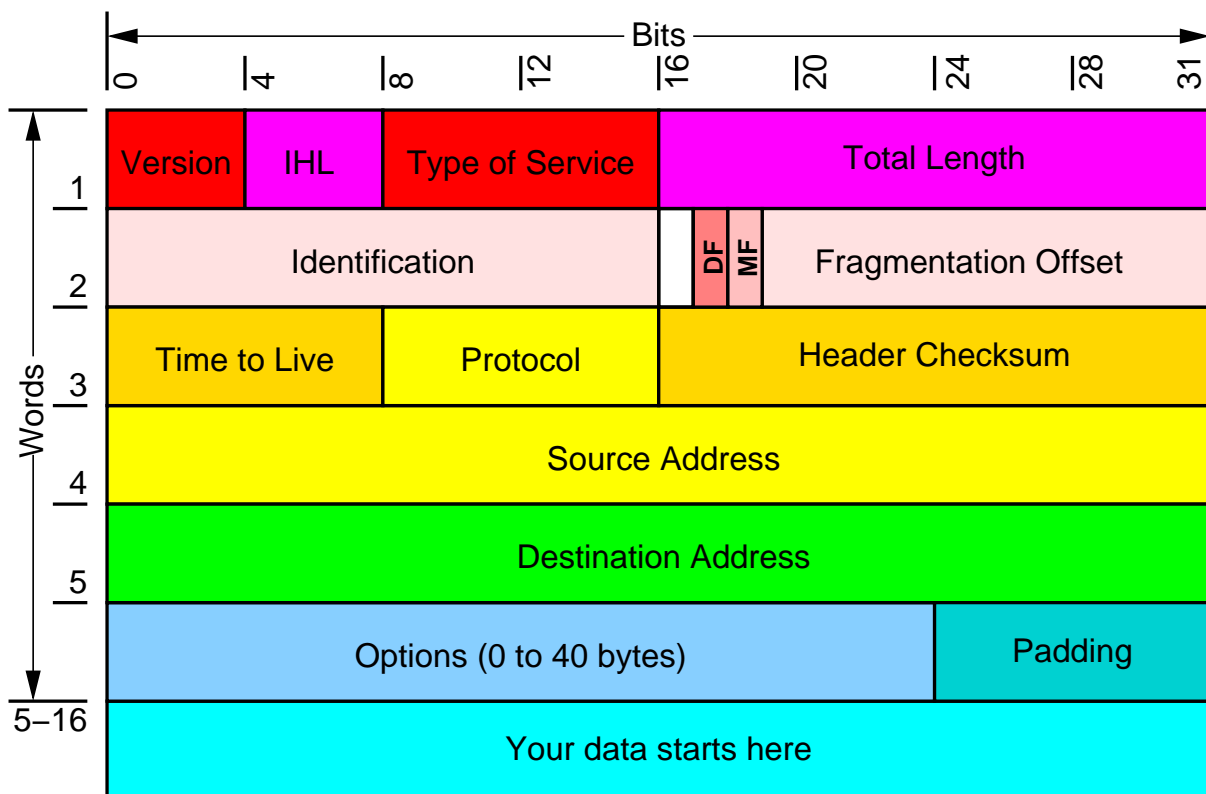 Bits
0 4 8 12 16 20 24 28 31
Version IHL Type of Service Total Length
1
Identification DF MF Fragmentation Offset
2
Time to Live Protocol Header Checksum
3
Words
Source Address
4
Destination Address
5
Options (0 to 40 bytes) Padding
5–16
Your data starts here